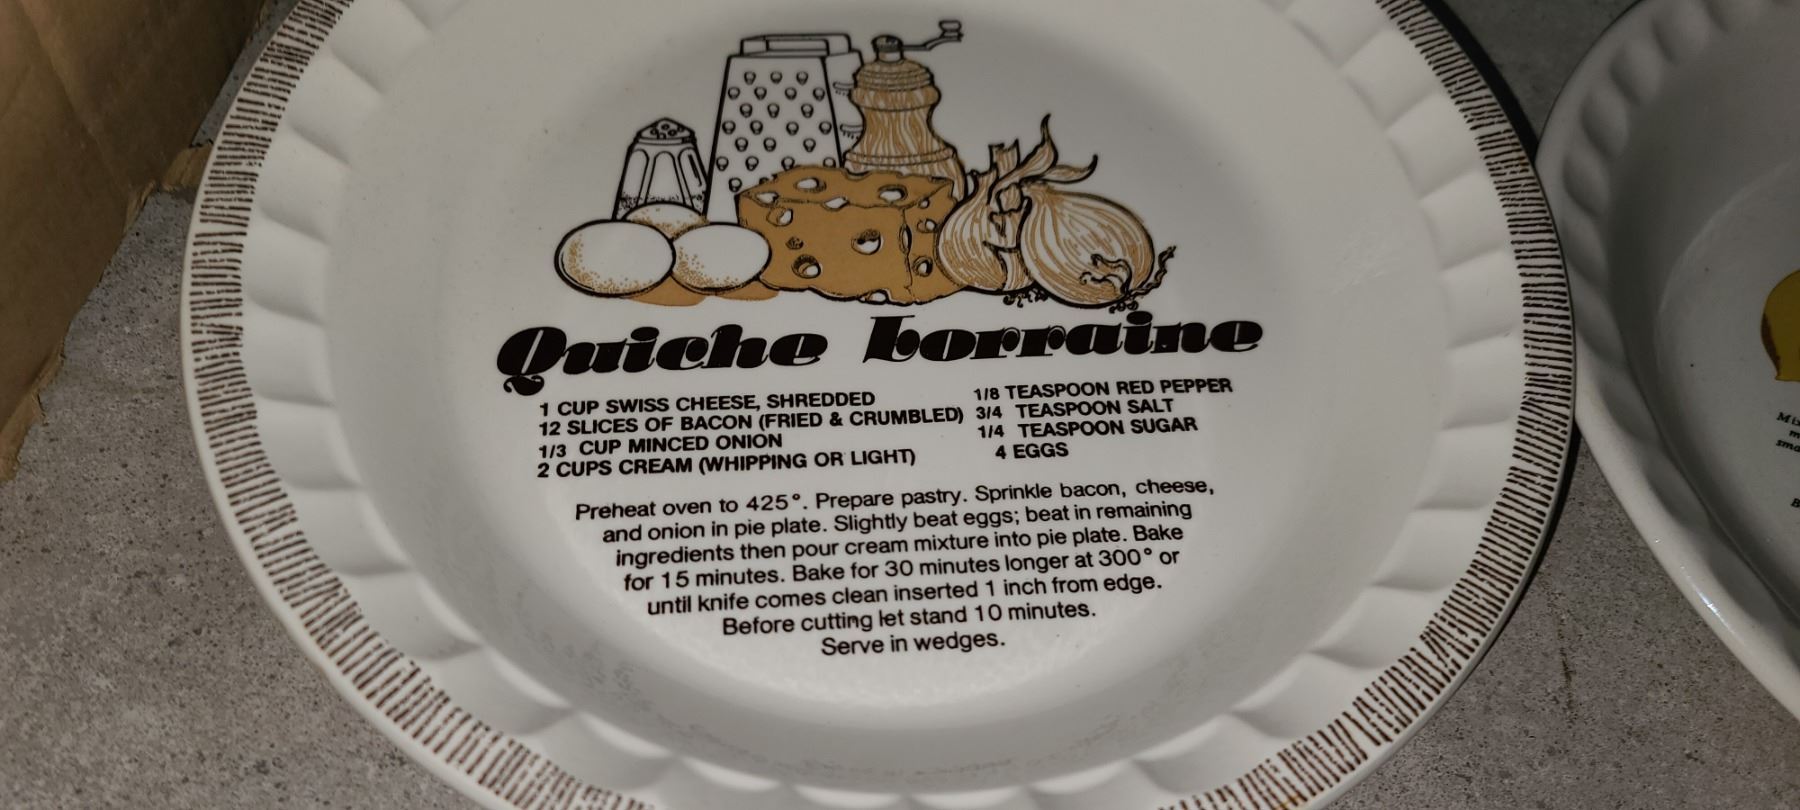 Quiche Lorraine
1 CUP SWISS CHEESE, SHREDDED
12 SLICES OF BACON (FRIED & CRUMBLED)
1/3 CUP MINCED ONION
2 CUPS CREAM (WHIPPING OR LIGHT)
1/8 TEASPOON RED PEPPER
3/4 TEASPOON SALT
1/4 TEASPOON SUGAR
4 EGGS
Preheat oven to 425°. Prepare pastry. Sprinkle bacon, cheese,
and onion in pie plate. Slightly beat eggs; beat in remaining
ingredients then pour cream mixture into pie plate. Bake
for 15 minutes. Bake for 30 minutes longer at 300° or
until knife comes clean inserted 1 inch from edge.
Before cutting let stand 10 minutes.
Serve in wedges.